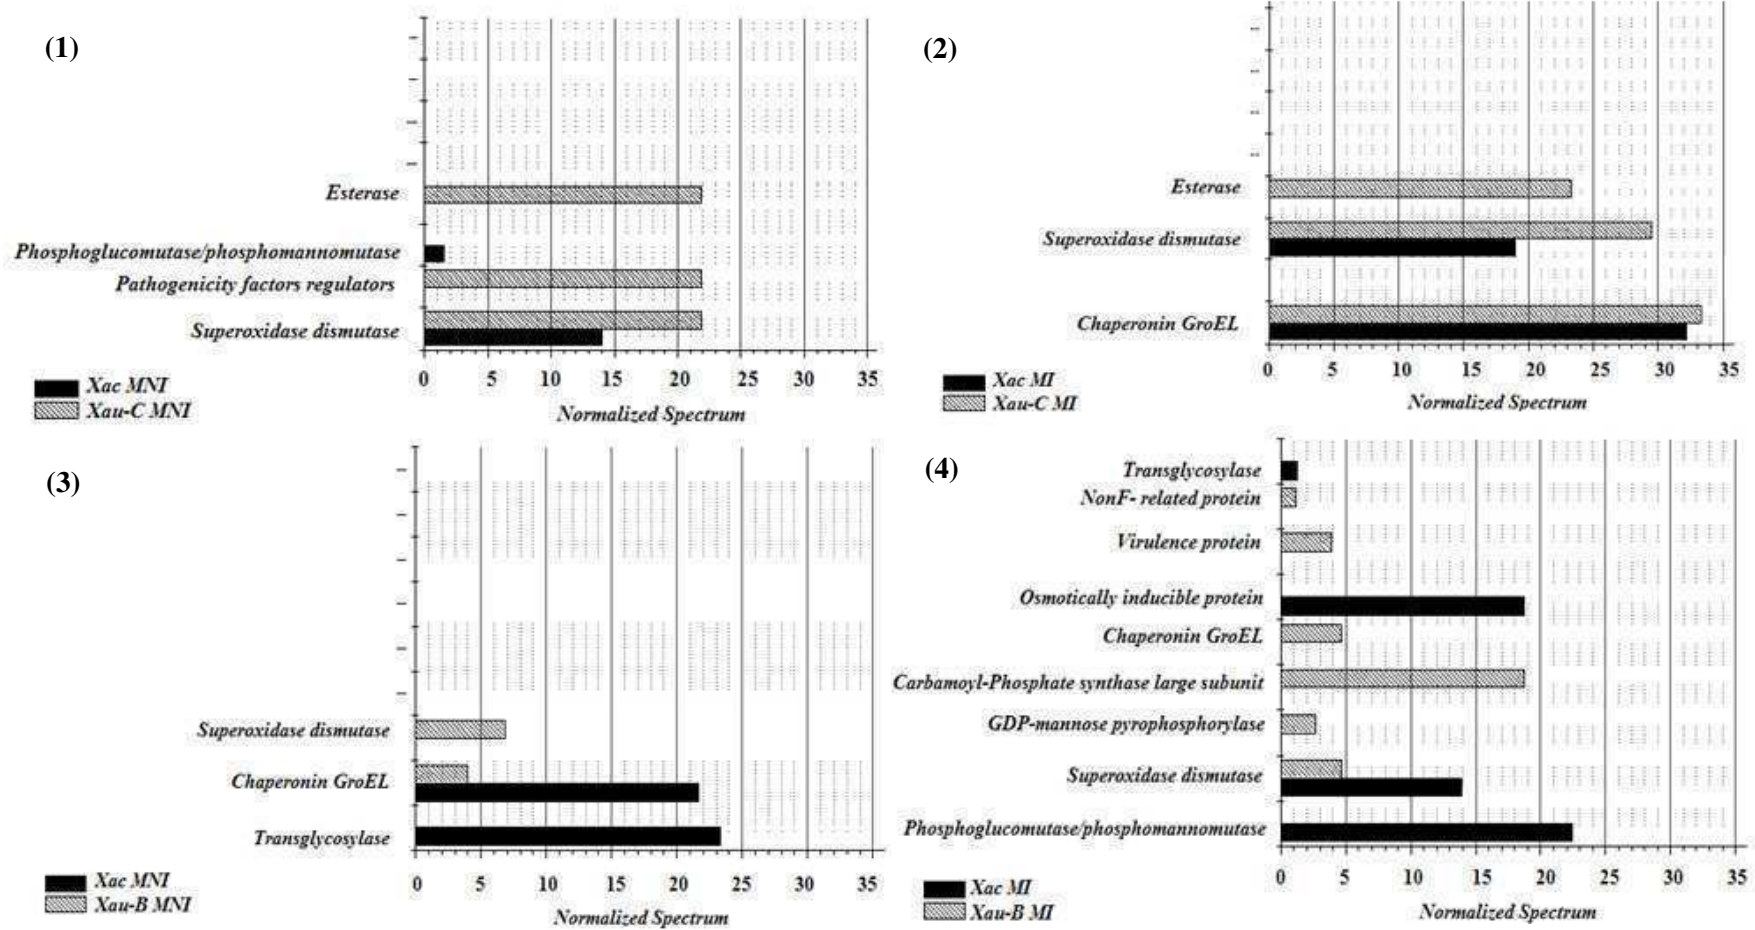 (1)
Esterase
Phosphoglucomutase/phosphomannomutase
Pathogenicity factors regulators
Superoxidase dismutase
0 5 10 15 20 25 30 35
Xac MNI
Xau-C MNI
Normalized Spectrum
(2)
Esterase
Superoxidase dismutase
Chaperonin GroEL
0 5 10 15 20 25 30 35
Xac MI
Xau-C MI
Normalized Spectrum
(3)
Superoxidase dismutase
Chaperonin GroEL
Transglycosylase
0 5 10 15 20 25 30 35
Xac MNI
Xau-B MNI
Normalized Spectrum
(4)
Transglycosylase
NonF- related protein
Virulence protein
Osmotically inducible protein
Chaperonin GroEL
Carbamoyl-Phosphate synthase large subunit
GDP-mannose pyrophosphorylase
Superoxidase dismutase
Phosphoglucomutase/phosphomannomutase
0 5 10 15 20 25 30 35
Xac MI
Xau-B MI
Normalized Spectrum